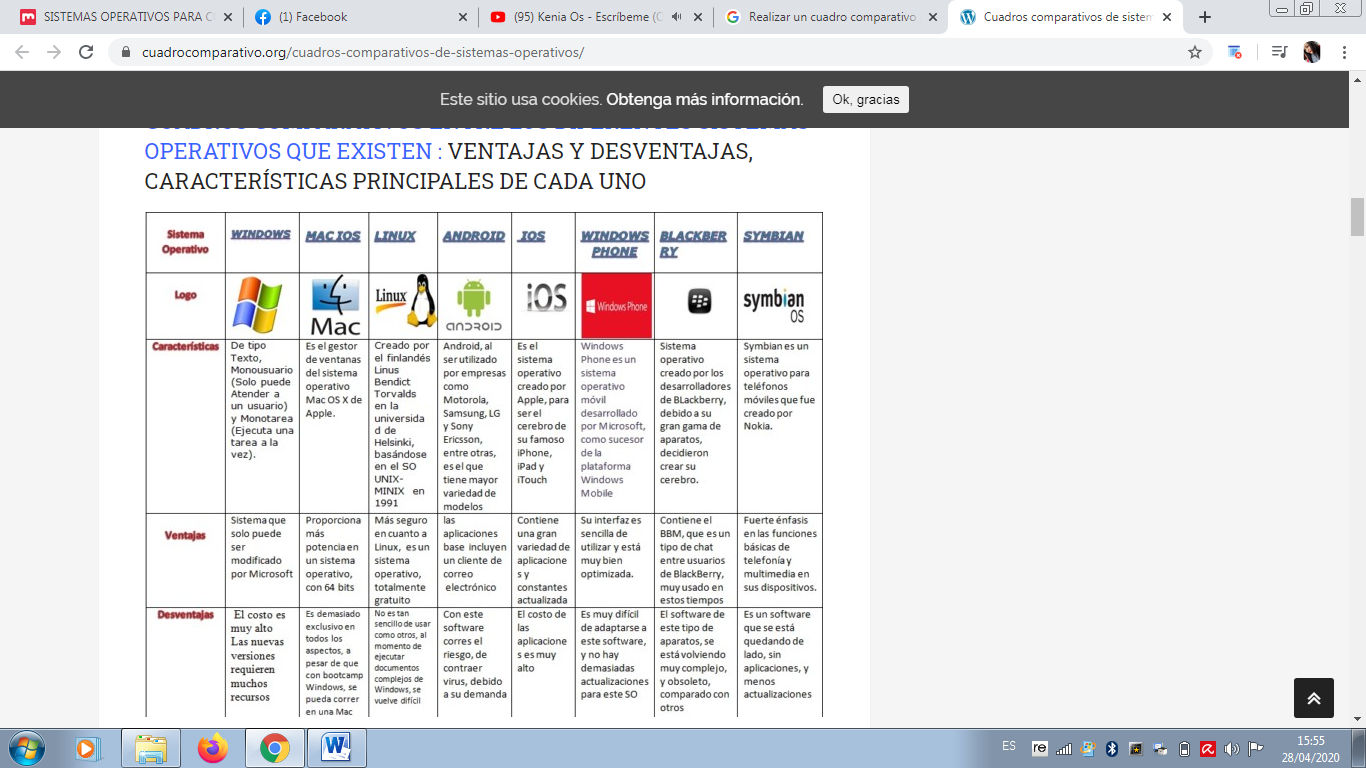 SISTEMAS OPERATIVOS PARA C
(1) Facebook
(95) Kenia Os - Escríbeme (C
Realizar un cuadro comparativo
Cuadros comparativos de sistem
cuadrocomparativo.org/cuadros-comparativos-de-sistemas-operativos/
Este sitio usa cookies. Obtenga más información.
Ok, gracias
CUADROS COMPARATIVOS ENTRE LOS DIFERENTES SISTEMAS
OPERATIVOS QUE EXISTEN : VENTAJAS Y DESVENTAJAS,
CARACTERÍSTICAS PRINCIPALES DE CADA UNO
Sistema
Operativo
WINDOWS
MAC IOS
LINUX
ANDROID
IOS
WINDOWS
PHONE
BLACKBER
RY
SYMBIAN
Logo
Mac
Linux
ANDROID
iOS
Windows Phone
symbian
OS
Características
De tipo
Texto,
Monousuario
(Solo puede
Atender a
un usuario)
y Monotarea
(Ejecuta una
tarea a la
vez).
Es el gestor
de ventanas
del sistema
operativo
Mac OS X de
Apple.
Creado por
el finlandés
Linus
Bendict
Torvalds
en la
universida
d de
Helsinki,
basándose
en el SO
UNIX-
MINIX en
1991
Android, al
ser utilizado
por empresas
como
Motorola,
Samsung, LG
y Sony
Ericsson,
entre otras,
es el que
tiene mayor
variedad de
modelos
Es el
sistema
operativo
creado por
Apple, para
ser el
cerebro de
su famoso
iPhone,
iPad y
iTouch
Windows
Phone es un
sistema
operativo
móvil
desarrollado
por Microsoft,
como sucesor
de la
plataforma
Windows
Mobile
Sistema
operativo
creado por los
desarrolladores
de BLackberry,
debido a su
gran gama de
aparatos,
decidieron
crear su
cerebro.
Symbian es un
sistema
operativo para
teléfonos
móviles que fue
creado por
Nokia.
Ventajas
Sistema que
solo puede
ser
modificado
por Microsoft
Proporciona
más
potencia en
un sistema
operativo,
con 64 bits
Más seguro
en cuanto a
Linux, es un
sistema
operativo,
totalmente
gratuito
las
aplicaciones
base incluyen
un cliente de
correo
electrónico
Contiene
una gran
variedad de
aplicacione
s y
constantes
actualizada
Su interfaz es
sencilla de
utilizar y está
muy bien
optimizada.
Contiene el
BBM, que es un
tipo de chat
entre usuarios
de BlackBerry,
muy usado en
estos tiempos
Fuerte énfasis
en las funciones
básicas de
telefonía y
multimedia en
sus dispositivos.
Desventajas
El costo es
muy alto
Las nuevas
versiones
requieren
muchos
recursos
Es demasiado
exclusivo en
todos los
aspectos, a
pesar de que
con bootcamp
Windows, se
pueda correr
en una Mac
No es tan
sencillo de usar
como otros, al
momento de
ejecutar
documentos
complejos de
Windows, se
vuelve difícil
Con este
software
corres el
riesgo, de
contraer
virus, debido
a su demanda
El costo de
las
aplicacione
s es muy
alto
Es muy difícil
de adaptarse a
este software,
y no hay
demasiadas
actualizaciones
para este SO
El software de
este tipo de
aparatos, se
está volviendo
muy complejo,
y obsoleto,
comparado con
otros
Es un software
que se está
quedando de
lado, sin
aplicaciones, y
menos
actualizaciones
ES
re
15:55
28/04/2020